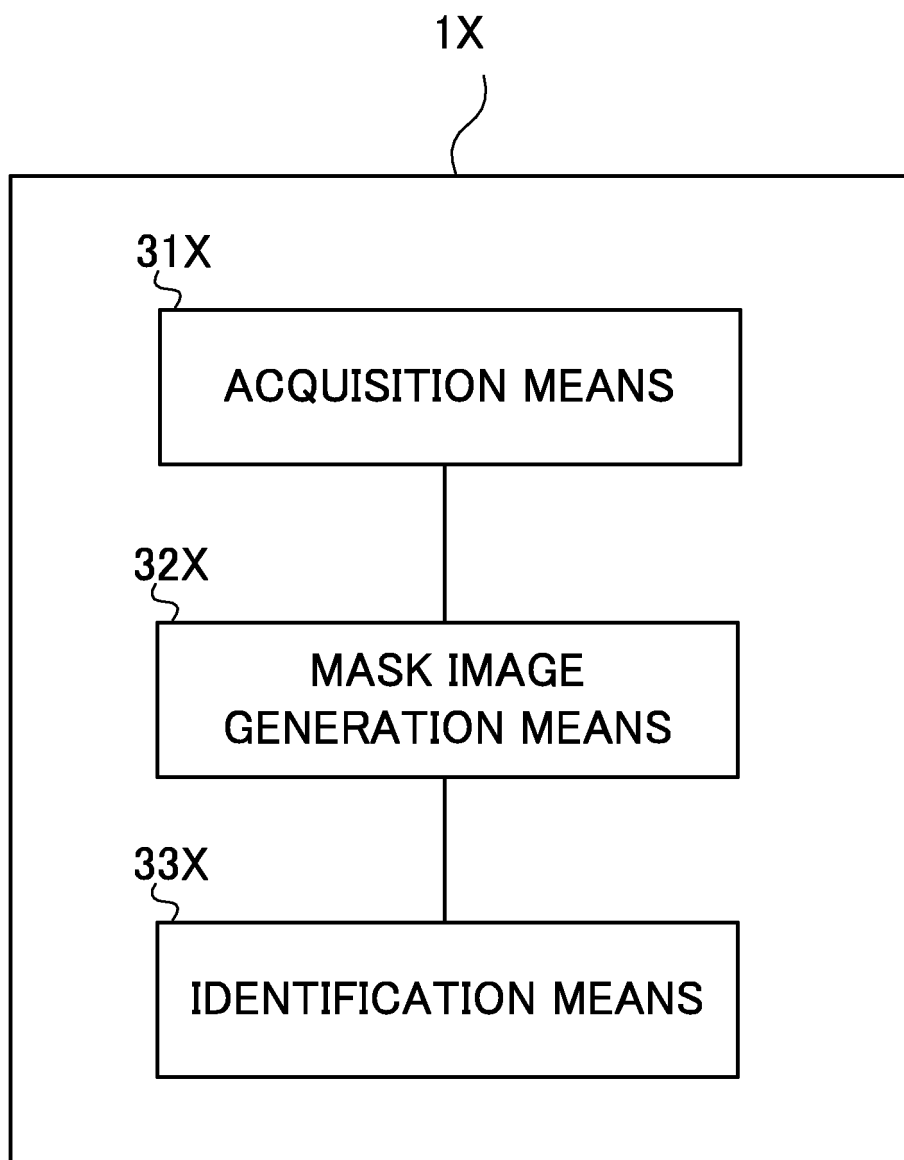 1X
31X
ACQUISITION MEANS
32X
MASK IMAGE
GENERATION MEANS
33X
IDENTIFICATION MEANS